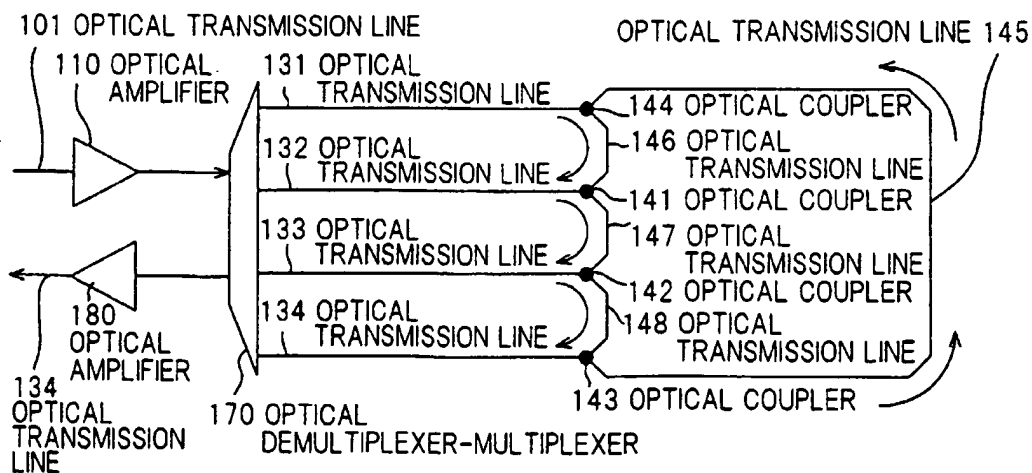 101 OPTICAL TRANSMISSION LINE
110 OPTICAL
AMPLIFIER
131 OPTICAL
TRANSMISSION LINE
OPTICAL TRANSMISSION LINE 145
144 OPTICAL COUPLER
132 OPTICAL
TRANSMISSION LINE
146 OPTICAL
TRANSMISSION LINE
141 OPTICAL COUPLER
133 OPTICAL
TRANSMISSION LINE
147 OPTICAL
TRANSMISSION LINE
142 OPTICAL COUPLER
134 OPTICAL
TRANSMISSION LINE
148 OPTICAL
TRANSMISSION LINE
143 OPTICAL COUPLER
180
OPTICAL
AMPLIFIER
134
OPTICAL
TRANSMISSION
LINE
170 OPTICAL
DEMULTIPLEXER-MULTIPLEXER